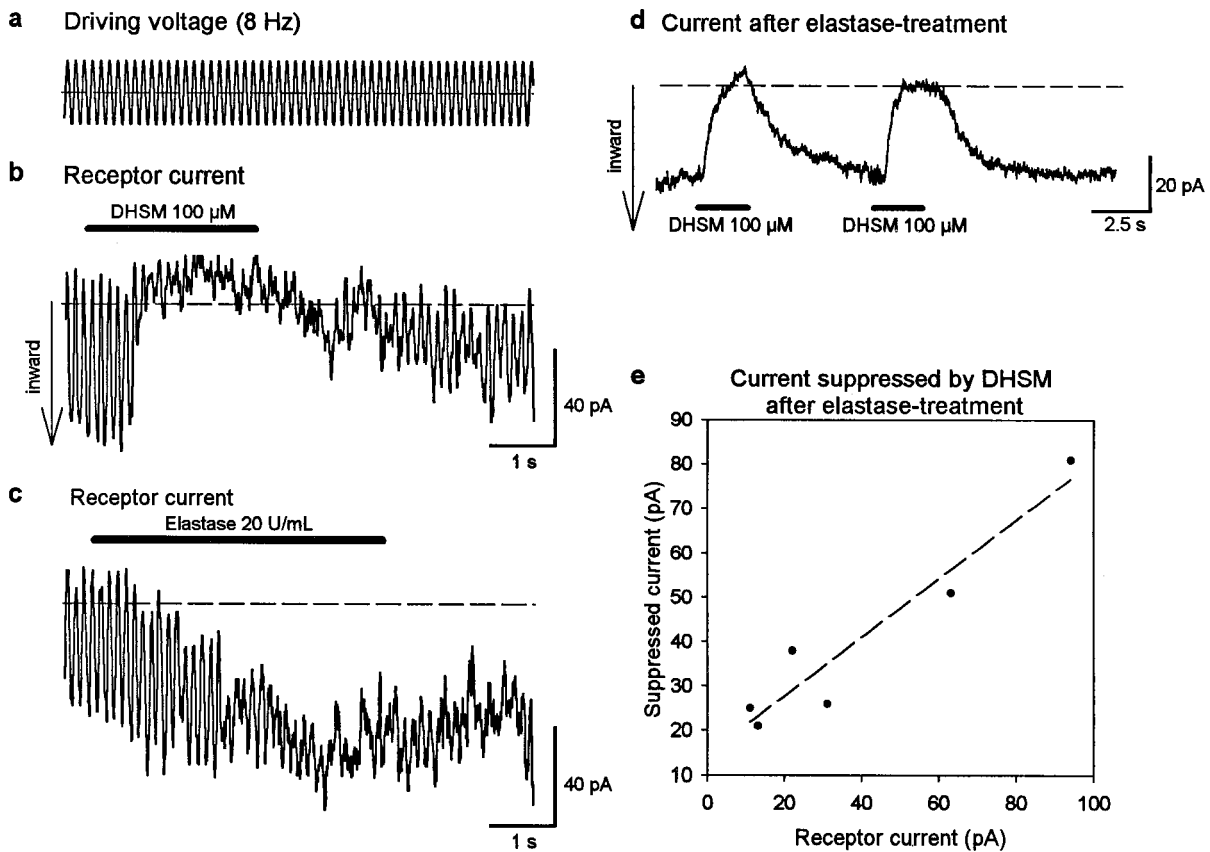 a Driving voltage (8 Hz)
b Receptor current
DHSM 100 µM
inward
40 pA
1 s
c Receptor current
Elastase 20 U/mL
40 pA
1 s
d Current after elastase-treatment
inward
DHSM 100 µM
DHSM 100 µM
20 pA
2.5 s
e Current suppressed by DHSM
after elastase-treatment
Suppressed current (pA)
90
80
70
60
50
40
30
20
10
0 20 40 60 80 100
Receptor current (pA)